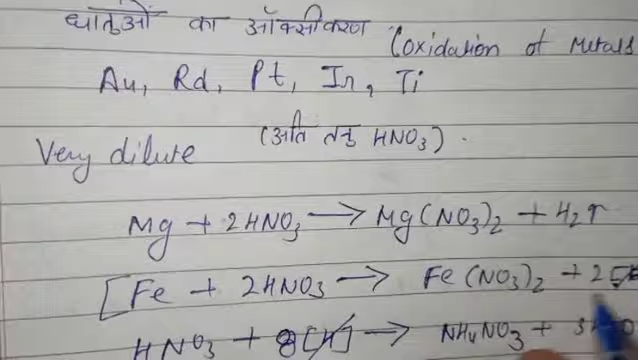 धातुओं का ऑक्सीकरण (oxidation of metals
Au, Rd, Pt, In, Ti
Very dilute (अति तनु HNO3).
Mg + 2HNO3 → Mg(NO3)2 + H2↑
[Fe + 2HNO3 → Fe(NO3)2 + 2
HNO3 + 8[H] → NH4NO3 + 3